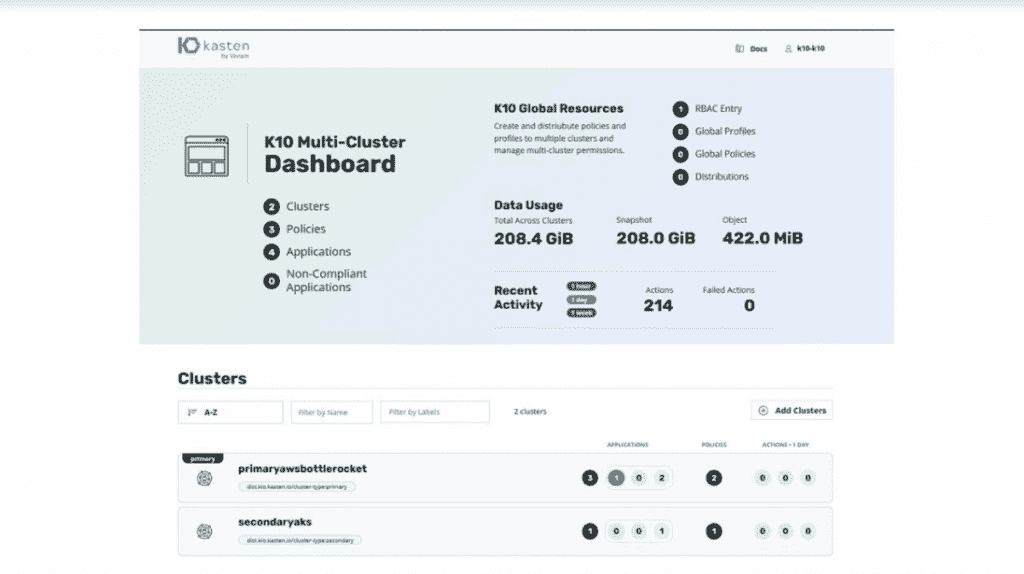 kasten
by Veeam
Docs
k10-k10
K10 Multi-Cluster
Dashboard
2 Clusters
3 Policies
4 Applications
0 Non-Compliant
Applications
K10 Global Resources
Create and distriubute policies and
profiles to multiple clusters and
manage multi-cluster permissions.
1 RBAC Entry
0 Global Profiles
0 Global Policies
0 Distributions
Data Usage
Total Across Clusters
208.4 GiB
Snapshot
208.0 GiB
Object
422.0 MiB
Recent
Activity
1 hour
1 day
1 week
Actions
214
Failed Actions
0
Clusters
A-Z
Filter by Name
Filter by Labels
2 clusters
Add Clusters
APPLICATIONS
POLICIES
ACTIONS • 1 DAY
primary
primaryawsbottlerocket
dist.kio.kasten.io/cluster-type:primary
3 1 0 2
2
0 0 0
secondaryaks
dist.kio.kasten.io/cluster-type:secondary
1 0 0 1
1
0 0 0